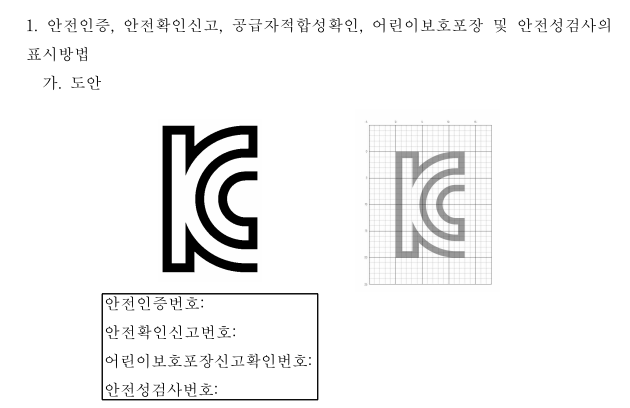 1. 안전인증, 안전확인신고, 공급자적합성확인, 어린이보호포장 및 안전성검사의
표시방법
가. 도안
KC
안전인증번호:
안전확인신고번호:
어린이보호포장신고확인번호:
안전성검사번호: